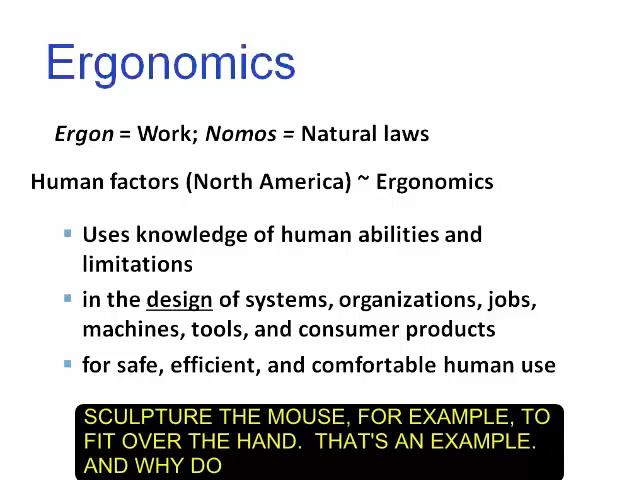 Ergonomics
Ergon = Work; Nomos = Natural laws
Human factors (North America) ~ Ergonomics
Uses knowledge of human abilities and
limitations
in the design of systems, organizations, jobs,
machines, tools, and consumer products
for safe, efficient, and comfortable human use
SCULPTURE THE MOUSE, FOR EXAMPLE, TO
FIT OVER THE HAND.  THAT'S AN EXAMPLE.
AND WHY DO